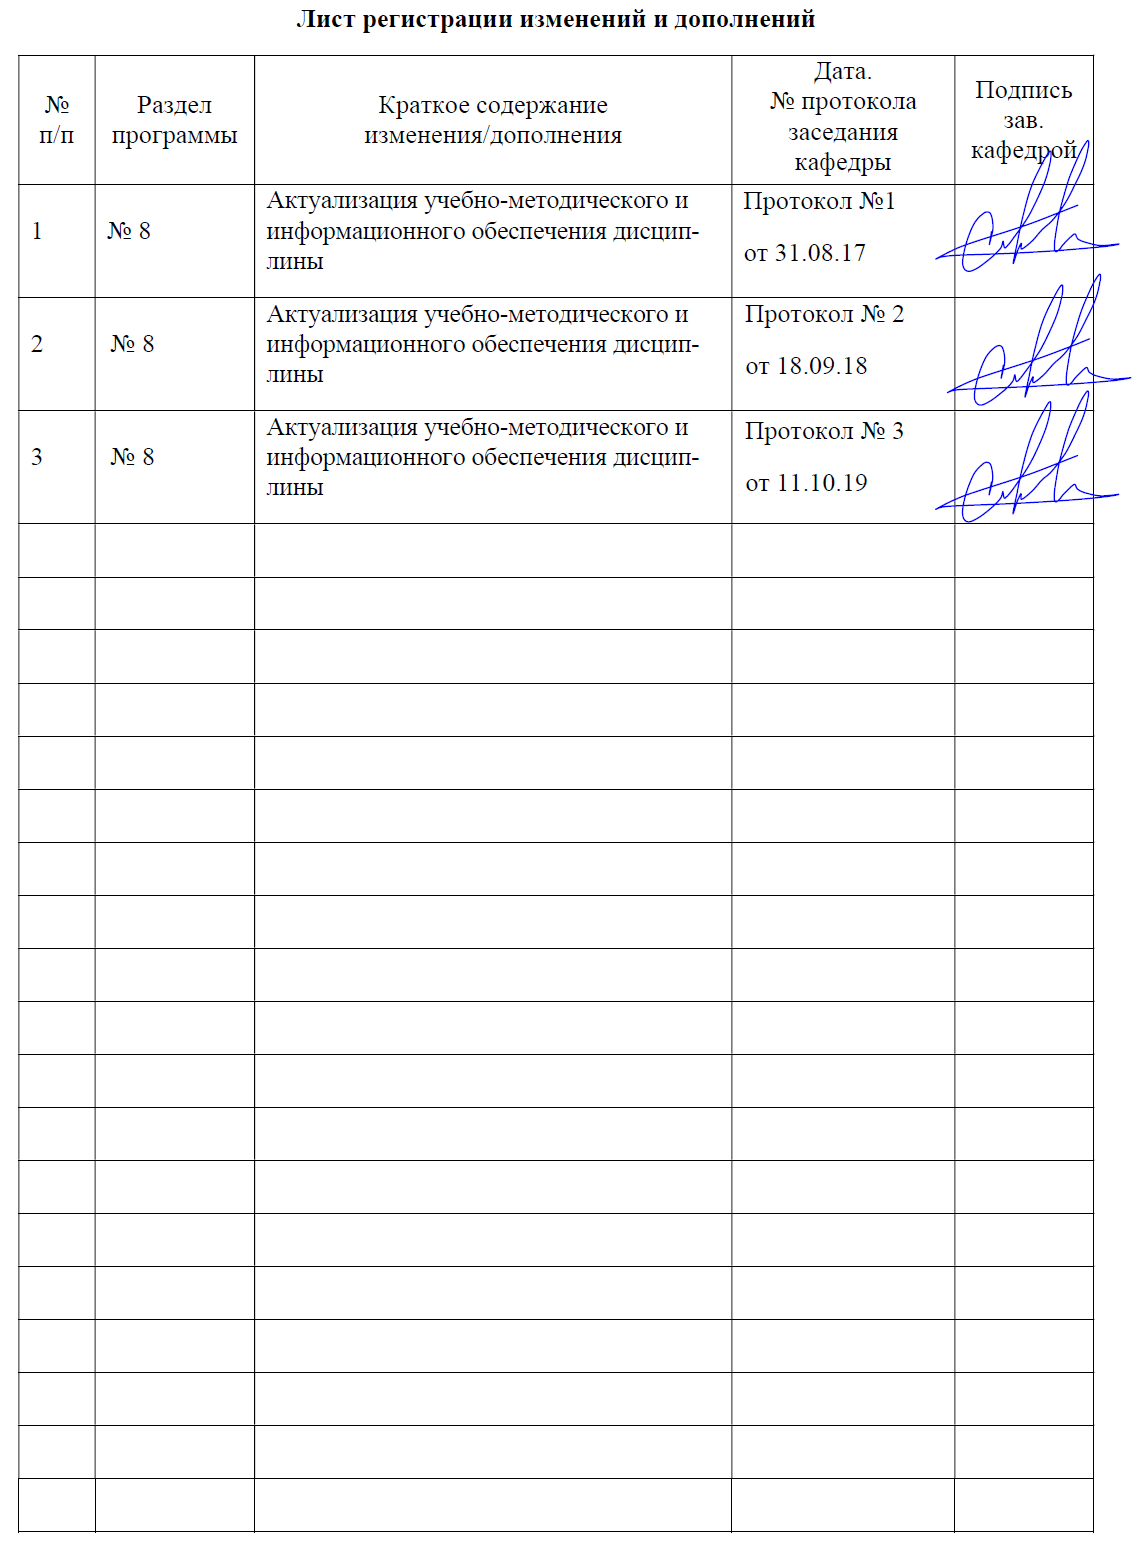 Лист регистрации изменений и дополнений
№
п/п
Раздел
программы
Краткое содержание
изменения/дополнения
Дата.
№ протокола
заседания
кафедры
Подпись
зав.
кафедрой
1
№ 8
Актуализация учебно-методического и
информационного обеспечения дисцип-
лины
Протокол №1
от 31.08.17
2
№ 8
Актуализация учебно-методического и
информационного обеспечения дисцип-
лины
Протокол № 2
от 18.09.18
3
№ 8
Актуализация учебно-методического и
информационного обеспечения дисцип-
лины
Протокол № 3
от 11.10.19